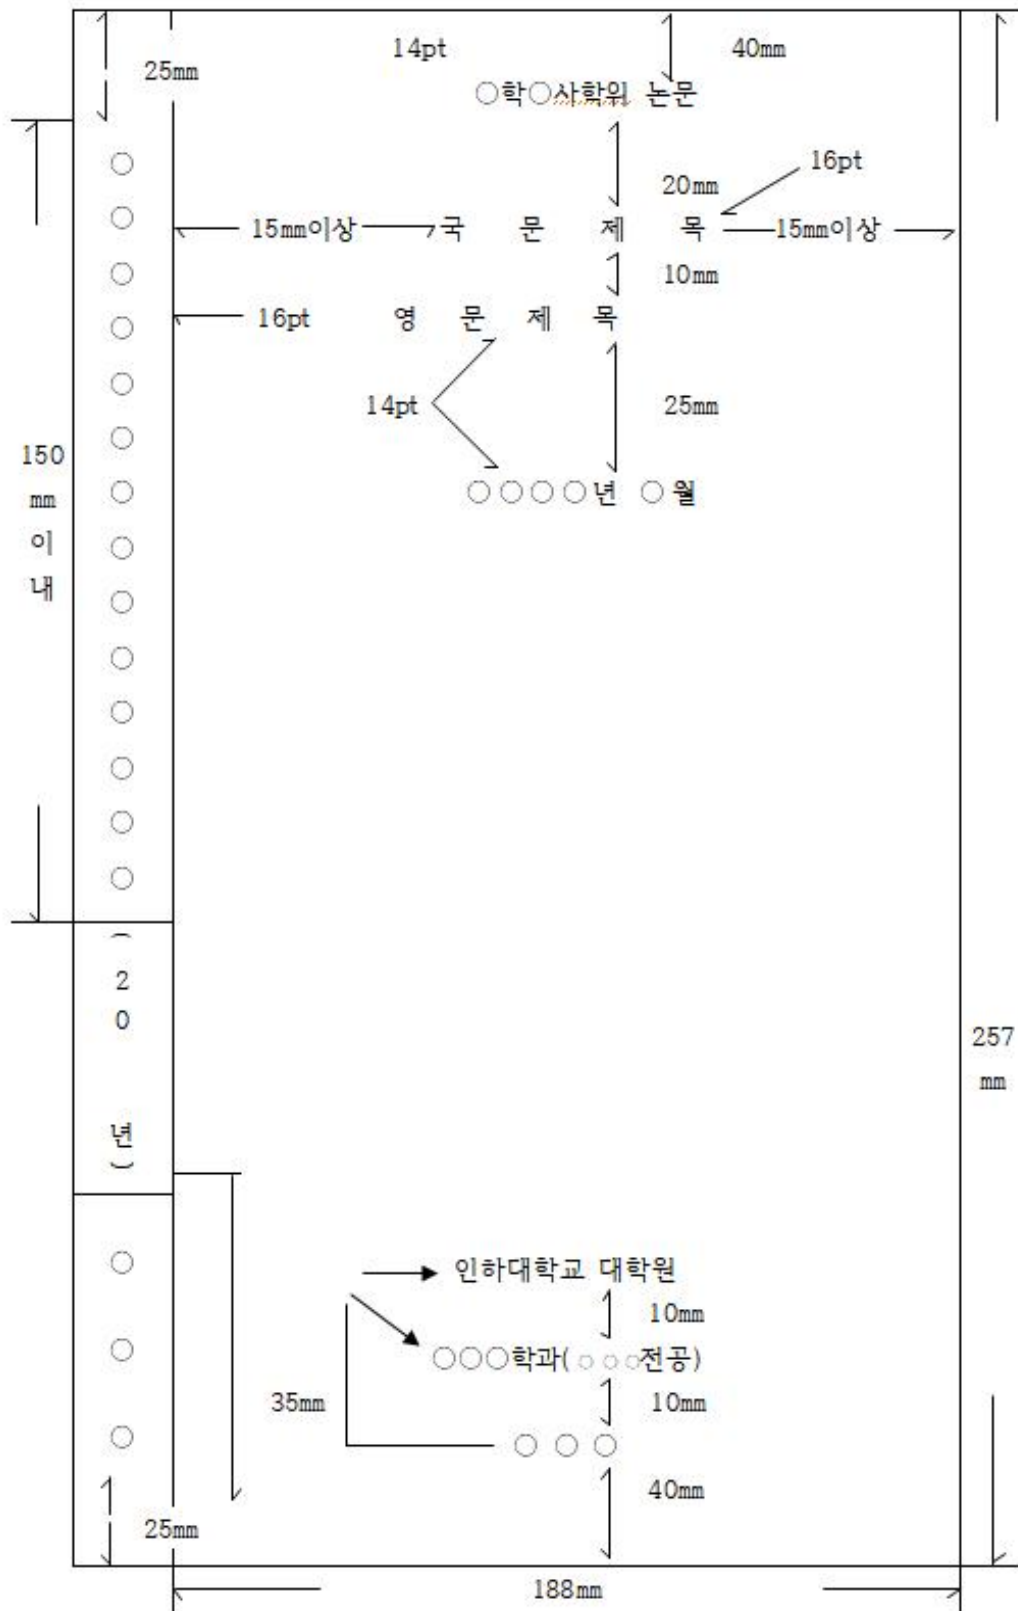 14pt
40mm
25mm
○학○사학위 논문
16pt
20mm
15mm이상
국 문 제 목
15mm이상
10mm
16pt
영 문 제 목
14pt
25mm
○○○○년 ○월
150
mm
이
내
○
○
○
○
○
○
○
○
○
○
○
○
○
○
(
2
0
년
)
257
mm
○
○
○
인하대학교 대학원
10mm
○○○학과(○○○전공)
35mm
10mm
○ ○ ○
40mm
25mm
188mm